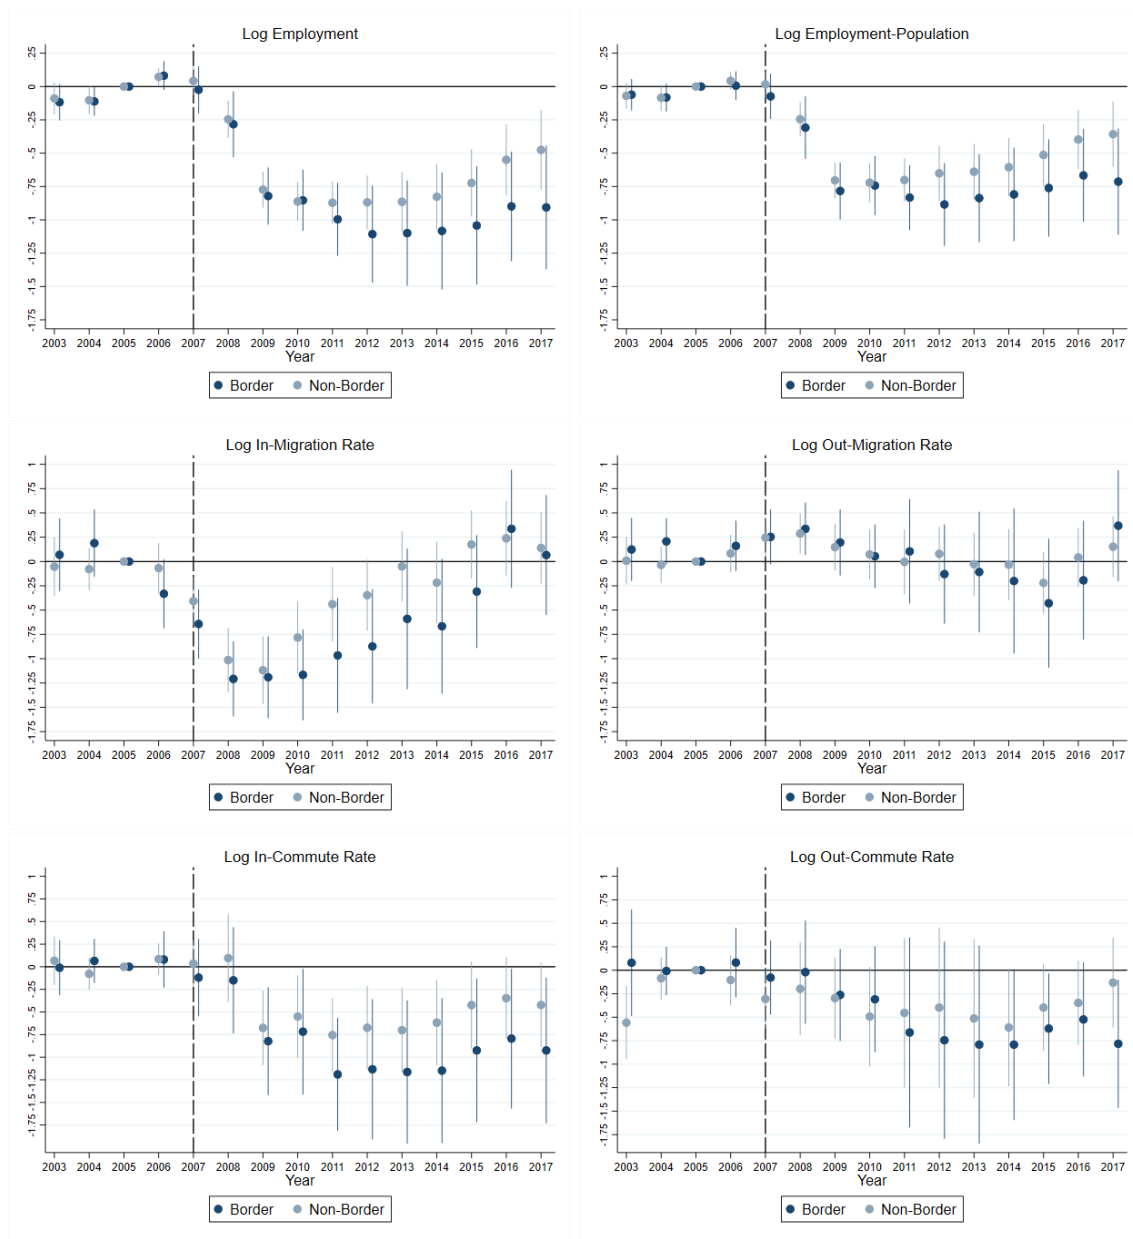 Log Employment
.25
0
-.25
-.5
-.75
-1
-1.25
-1.5
-1.75
2003 2004 2005 2006 2007 2008 2009 2010 2011 2012 2013 2014 2015 2016 2017
Year
Border Non-Border
Log Employment-Population
.25
0
-.25
-.5
-.75
-1
-1.25
-1.5
-1.75
2003 2004 2005 2006 2007 2008 2009 2010 2011 2012 2013 2014 2015 2016 2017
Year
Border Non-Border
Log In-Migration Rate
1
.75
.5
.25
0
-.25
-.5
-.75
-1
-1.25
-1.5
-1.75
2003 2004 2005 2006 2007 2008 2009 2010 2011 2012 2013 2014 2015 2016 2017
Year
Border Non-Border
Log Out-Migration Rate
1
.75
.5
.25
0
-.25
-.5
-.75
-1
-1.25
-1.5
-1.75
2003 2004 2005 2006 2007 2008 2009 2010 2011 2012 2013 2014 2015 2016 2017
Year
Border Non-Border
Log In-Commute Rate
1
.75
.5
.25
0
-.25
-.5
-.75
-1
-1.25
-1.5
-1.75
2003 2004 2005 2006 2007 2008 2009 2010 2011 2012 2013 2014 2015 2016 2017
Year
Border Non-Border
Log Out-Commute Rate
1
.75
.5
.25
0
-.25
-.5
-.75
-1
-1.25
-1.5
-1.75
2003 2004 2005 2006 2007 2008 2009 2010 2011 2012 2013 2014 2015 2016 2017
Year
Border Non-Border